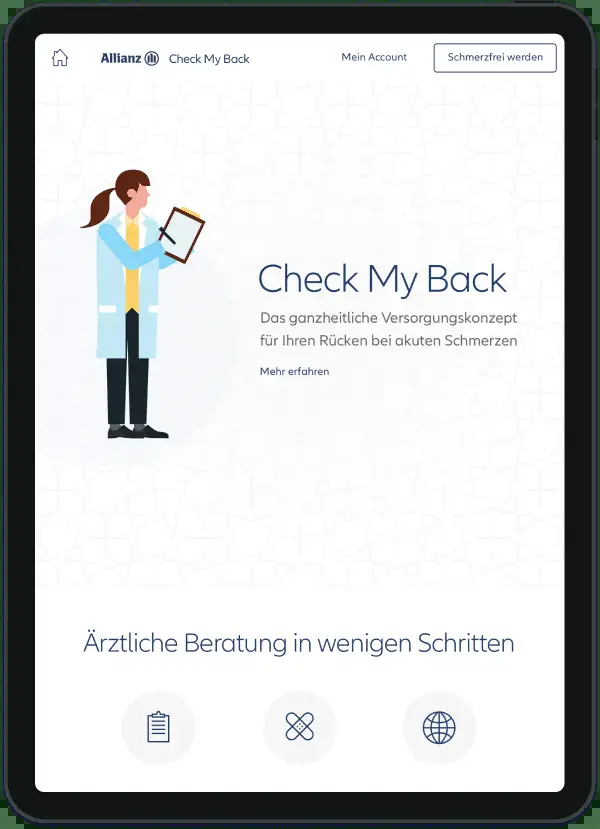 Allianz Check My Back Mein Account Schmerzfrei werden
Check My Back
Das ganzheitliche Versorgungskonzept
für Ihren Rücken bei akuten Schmerzen
Mehr erfahren
Ärztliche Beratung in wenigen Schritten